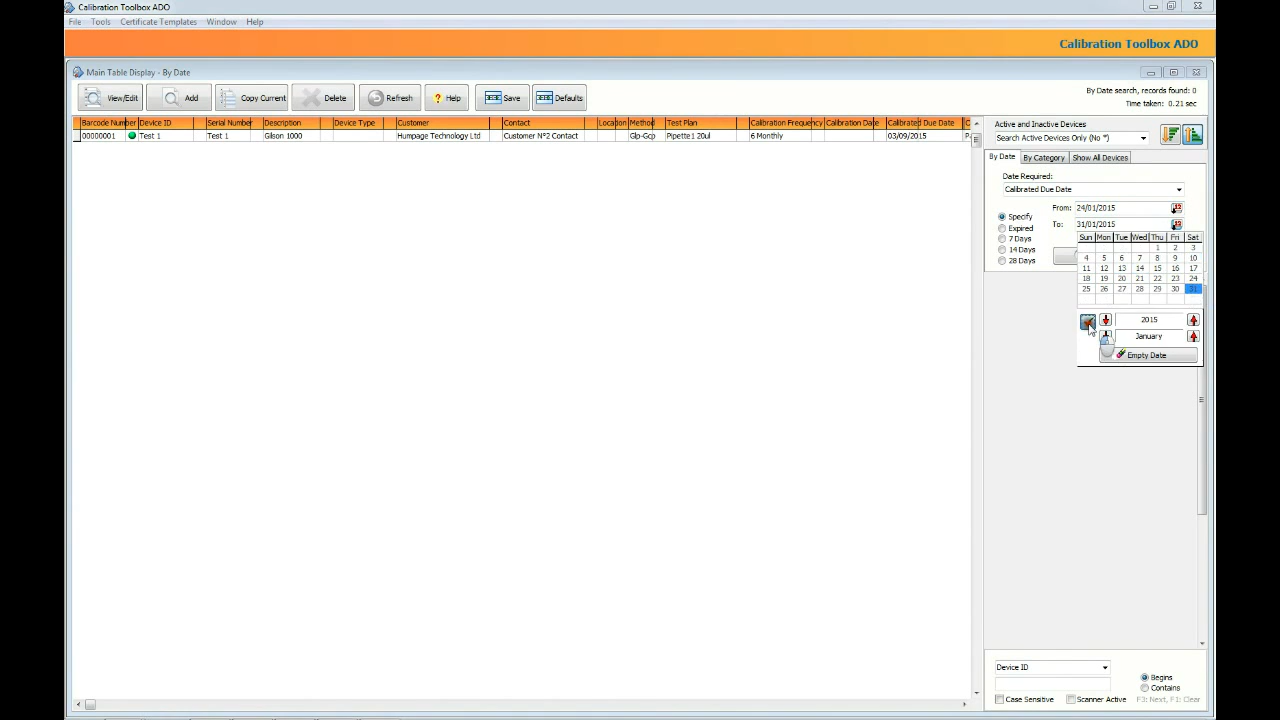 Calibration Toolbox ADO
File Tools Certificate Templates Window Help
Calibration Toolbox ADO
Main Table Display - By Date
View/Edit Add Copy Current Delete Refresh ? Help Save Defaults
By Date search, records found: 0
Time taken: 0.21 sec
Barcode Number Device ID Serial Number Description Device Type Customer Contact Location Method Test Plan Calibration Frequency Calibration Date Calibrated Due Date
00000001 Test 1 Test 1 Gilson 1000 Humpage Technology Ltd Customer N°2 Contact Glp-Gcp Pipette1 20ul 6 Monthly 03/09/2015
Active and Inactive Devices
Search Active Devices Only (No *)
By Date By Category Show All Devices
Date Required:
Calibrated Due Date
From: 24/01/2015
To: 31/01/2015
Specify
Expired
7 Days
14 Days
28 Days
Sun Mon Tue Wed Thu Fri Sat
1 2 3
4 5 6 7 8 9 10
11 12 13 14 15 16 17
18 19 20 21 22 23 24
25 26 27 28 29 30 31
2015
January
Empty Date
Device ID
Begins
Contains
Case Sensitive Scanner Active F3: Next, F1: Clear